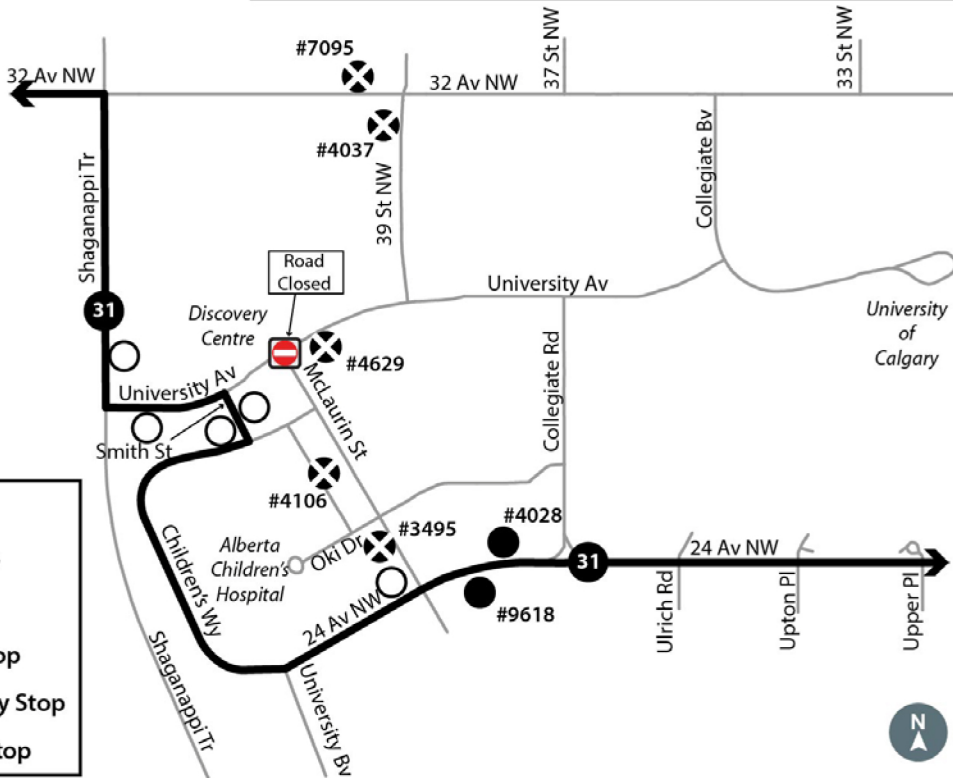 #7095
32 Av NW
32 Av NW
37 St NW
33 St NW
#4037
Shaganappi Tr
39 St NW
Collegiate Bv
Road
Closed
University Av
31
Discovery
Centre
University
of
Calgary
#4629
University Av
McLaurin St
Collegiate Rd
Smith St
#4106
#4028
#3495
Alberta
Children's
Hospital
Oki Dr
31
24 Av NW
Children's Wy
24 Av NW
#9618
Ulrich Rd
Upton Pl
Upper Pl
Shaganappi Tr
University Bv
op
y Stop
top
N